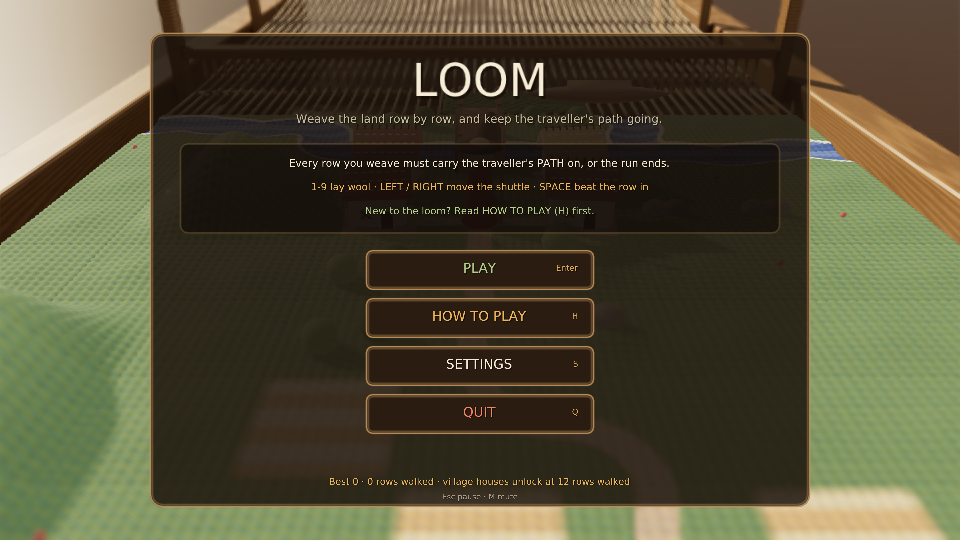 LOOM
Weave the land row by row, and keep the traveller's path going.
Every row you weave must carry the traveller's PATH on, or the run ends.
1-9 lay wool · LEFT / RIGHT move the shuttle · SPACE beat the row in
New to the loom? Read HOW TO PLAY (H) first.
PLAY Enter
HOW TO PLAY H
SETTINGS S
QUIT Q
Best 0 · 0 rows walked · village houses unlock at 12 rows walked
Esc pause · M mute